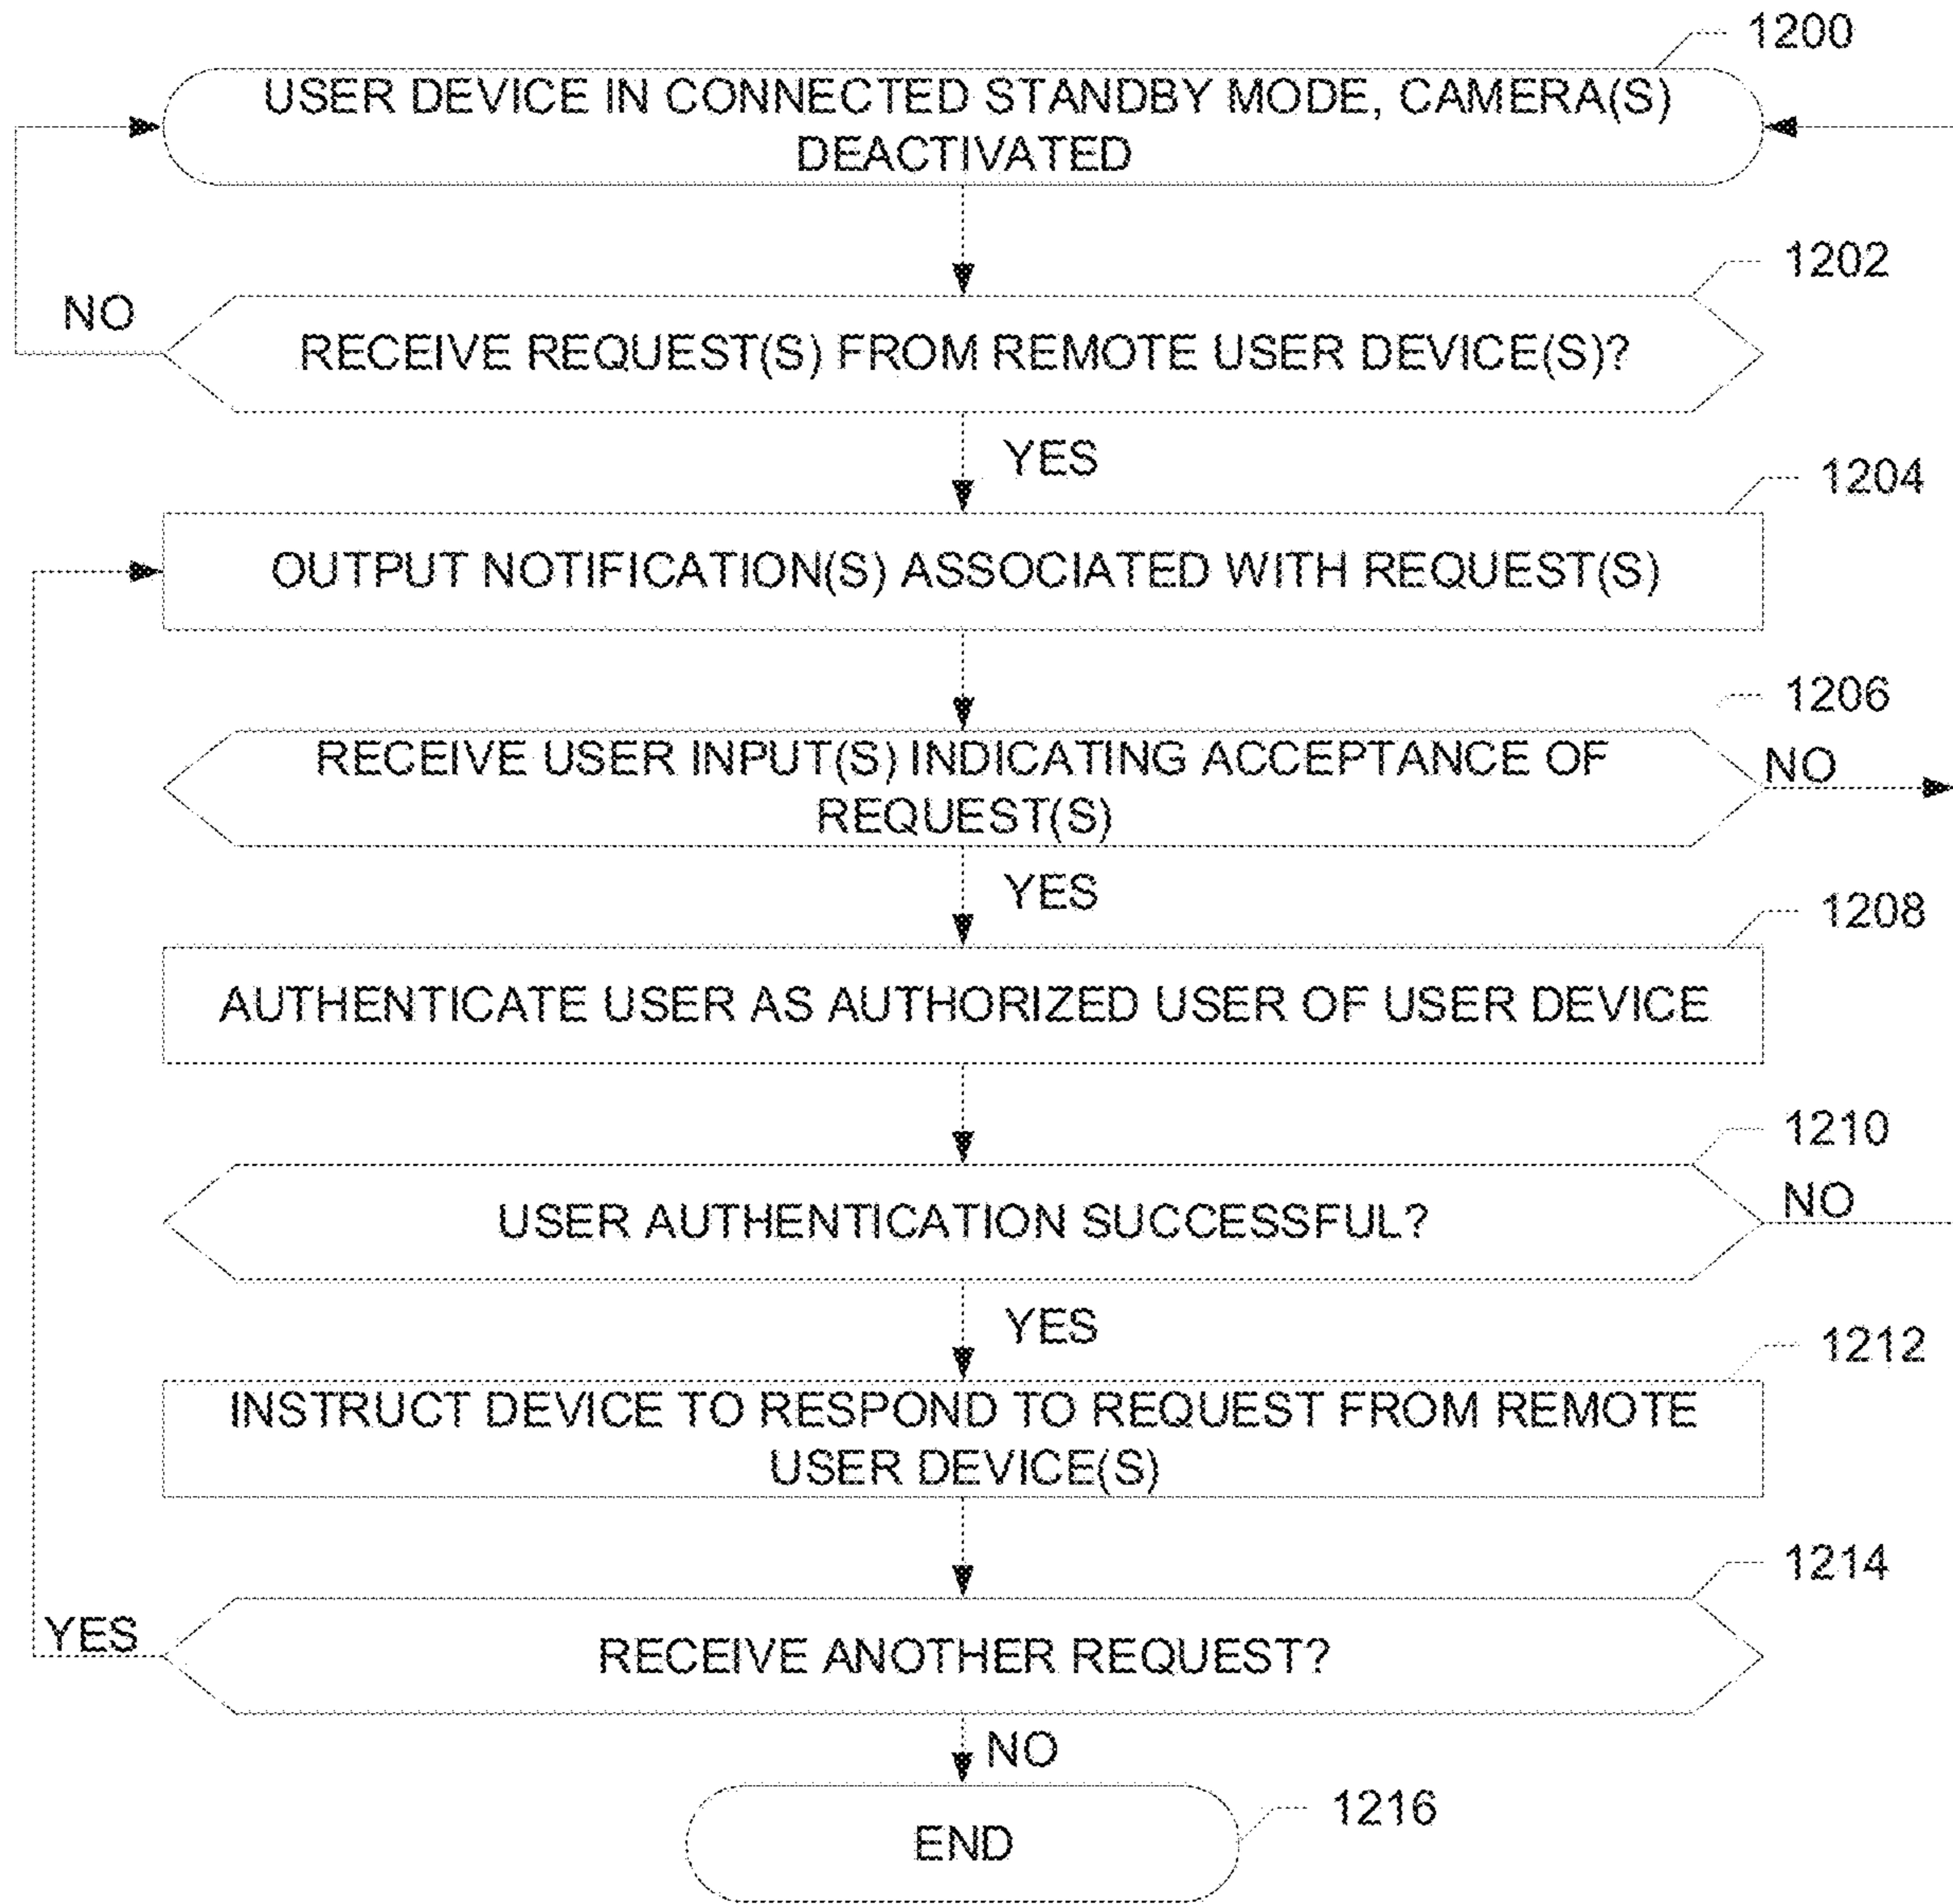 1200
USER DEVICE IN CONNECTED STANDBY MODE, CAMERA(S)
DEACTIVATED
1202
NO
RECEIVE REQUEST(S) FROM REMOTE USER DEVICE(S)?
YES
1204
OUTPUT NOTIFICATION(S) ASSOCIATED WITH REQUEST(S)
1206
RECEIVE USER INPUT(S) INDICATING ACCEPTANCE OF
REQUEST(S)
NO
YES
1208
AUTHENTICATE USER AS AUTHORIZED USER OF USER DEVICE
1210
USER AUTHENTICATION SUCCESSFUL?
NO
YES
1212
INSTRUCT DEVICE TO RESPOND TO REQUEST FROM REMOTE
USER DEVICE(S)
1214
YES
RECEIVE ANOTHER REQUEST?
NO
1216
END